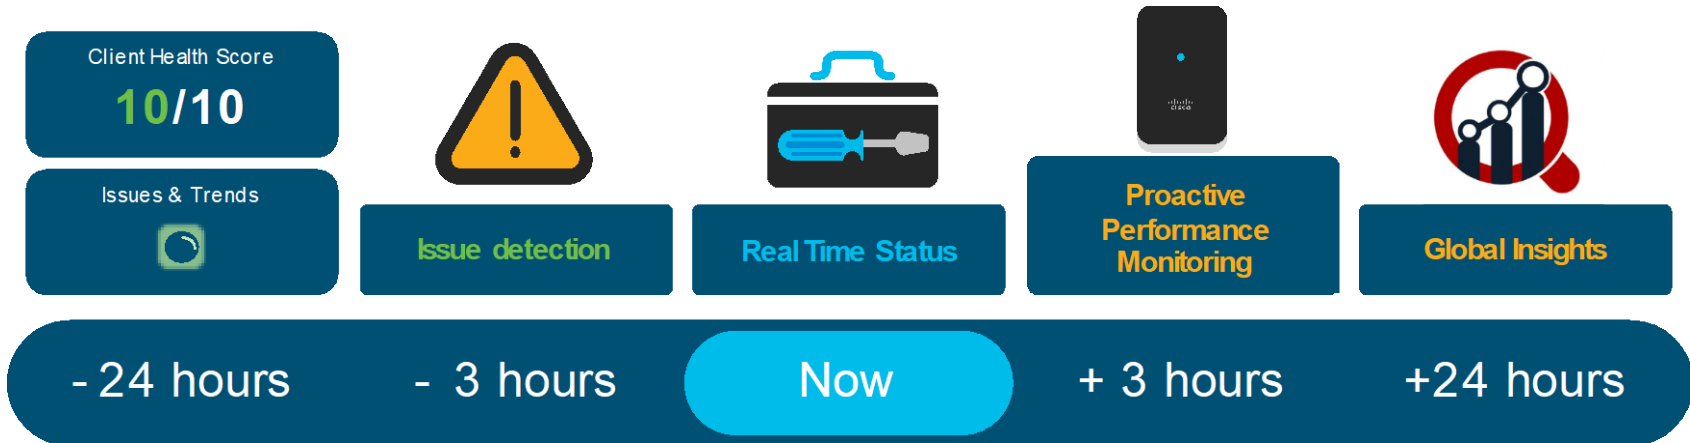 Client Health Score
10/10
Issues & Trends
Issue detection
Real Time Status
cisco
Proactive
Performance
Monitoring
Global Insights
- 24 hours
- 3 hours
Now
+ 3 hours
+24 hours